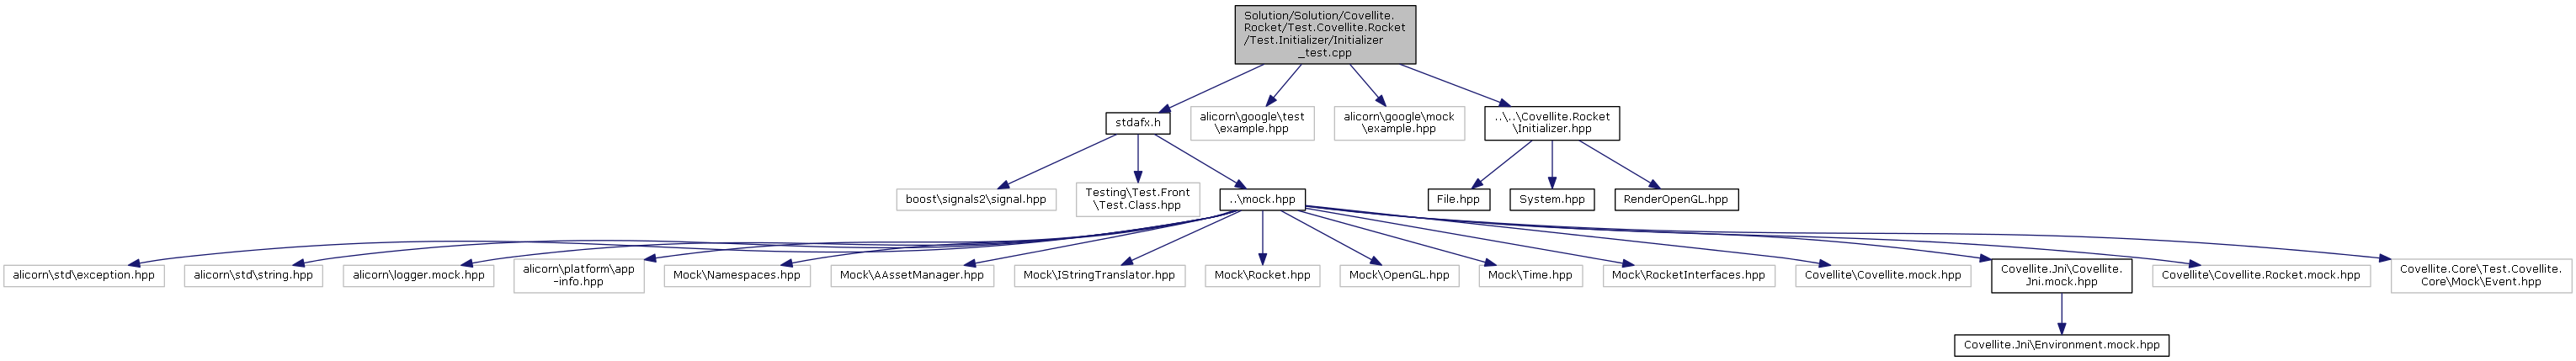 Solution/Solution/Covellite.
Rocket/Test.Covellite.Rocket
/Test.Initializer/Initializer
_test.cpp
stdafx.h
alicorn\google\test
\example.hpp
alicorn\google\mock
\example.hpp
..\..\Covellite.Rocket
\Initializer.hpp
boost\signals2\signal.hpp
Testing\Test.Front
\Test.Class.hpp
..\mock.hpp
File.hpp
System.hpp
RenderOpenGL.hpp
alicorn\std\exception.hpp
alicorn\std\string.hpp
alicorn\logger.mock.hpp
alicorn\platform\app
-info.hpp
Mock\Namespaces.hpp
Mock\AAssetManager.hpp
Mock\IStringTranslator.hpp
Mock\Rocket.hpp
Mock\OpenGL.hpp
Mock\Time.hpp
Mock\RocketInterfaces.hpp
Covellite\Covellite.mock.hpp
Covellite.Jni\Covellite.
Jni.mock.hpp
Covellite\Covellite.Rocket.mock.hpp
Covellite.Core\Test.Covellite.
Core\Mock\Event.hpp
Covellite.Jni\Environment.mock.hpp